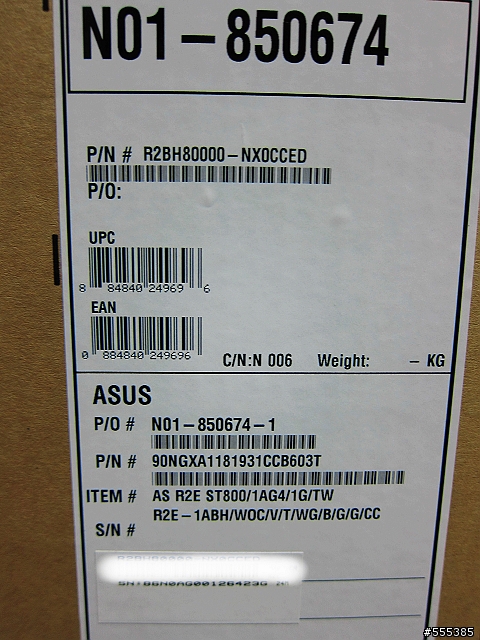 N01-850674
P/N # R2BH80000-NX0CCED
P/O:
UPC
8 84840 24969 6
EAN
0 884840 249696
C/N:N 006 Weight: - KG
ASUS
P/O # N01-850674-1
P/N # 90NGXA1181931CCB603T
ITEM # AS R2E ST800/1AG4/1G/TW
R2E-1ABH/WOC/V/T/WG/B/G/G/CC
S/N #
#555385